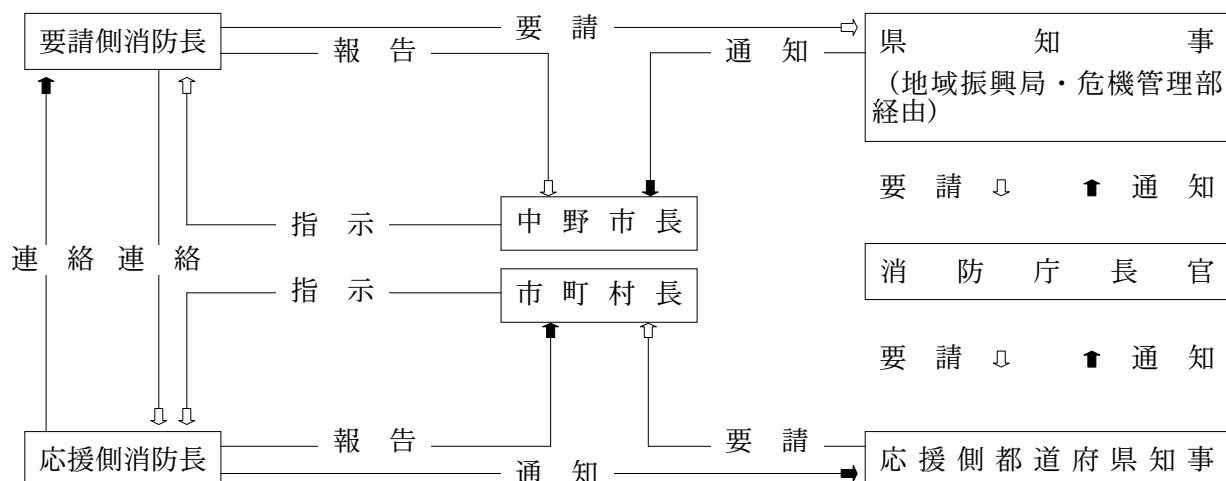 要請
要請側消防長
報告
通知
県知事
(地域振興局・危機管理部
経由)
要請
通知
中野市長
指示
連絡
連絡
消防庁長官
指示
市町村長
要請
通知
報告
要請
応援側消防長
通知
応援側都道府県知事